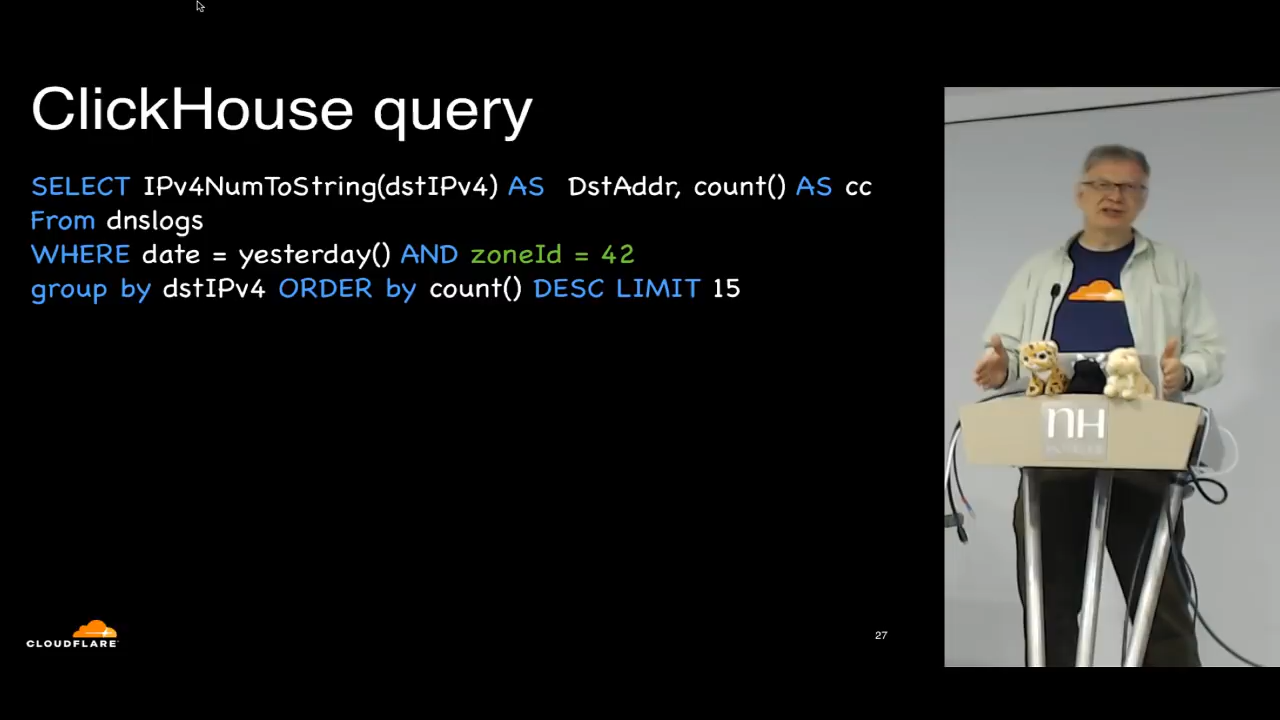 ClickHouse query
SELECT IPv4NumToString(dstIPv4) AS DstAddr, count() AS cc
From dnslogs
WHERE date = yesterday() AND zoneId = 42
group by dstIPv4 ORDER by count() DESC LIMIT 15
CLOUDFLARE
27
nH